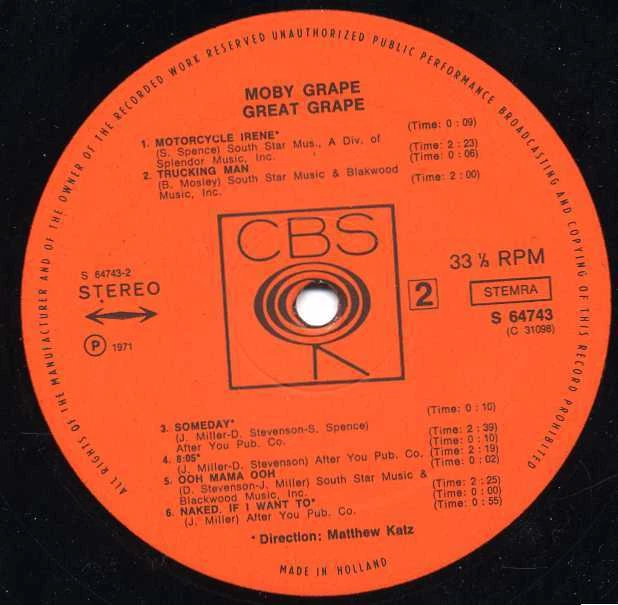 ALL RIGHTS OF THE MANUFACTURER AND OF THE OWNER OF THE RECORDED WORK RESERVED UNAUTHORIZED PUBLIC PERFORMANCE BROADCASTING AND COPYING OF THIS RECORD PROHIBITED
MOBY GRAPE
GREAT GRAPE
(Time: 0 : 09)
1. MOTORCYCLE IRENE*
(S. Spence) South Star Mus., A Div. of (Time: 2 : 23)
Splendor Music, Inc. (Time: 0 : 06)
2. TRUCKING MAN
(B. Mosley) South Star Music & Blakwood (Time: 2 : 00)
Music, Inc.
CBS
S 64743-2
STEREO
P 1971
2
33 ⅓ RPM
STEMRA
S 64743
(C 31098)
(Time: 0 : 10)
3. SOMEDAY*
(J. Miller-D. Stevenson-S. Spence) (Time: 2 : 39)
After You Pub. Co. (Time: 0 : 10)
4. 8:05*
(J. Miller-D. Stevenson) After You Pub. Co. (Time: 2 : 19)
5. OOH MAMA OOH (Time: 0 : 02)
(D. Stevenson-J. Miller) South Star Music &
Blackwood Music, Inc. (Time: 2 : 25)
6. NAKED, IF I WANT TO* (Time: 0 : 00)
(J. Miller) After You Pub. Co. (Time: 0 : 55)
* Direction: Matthew Katz
MADE IN HOLLAND